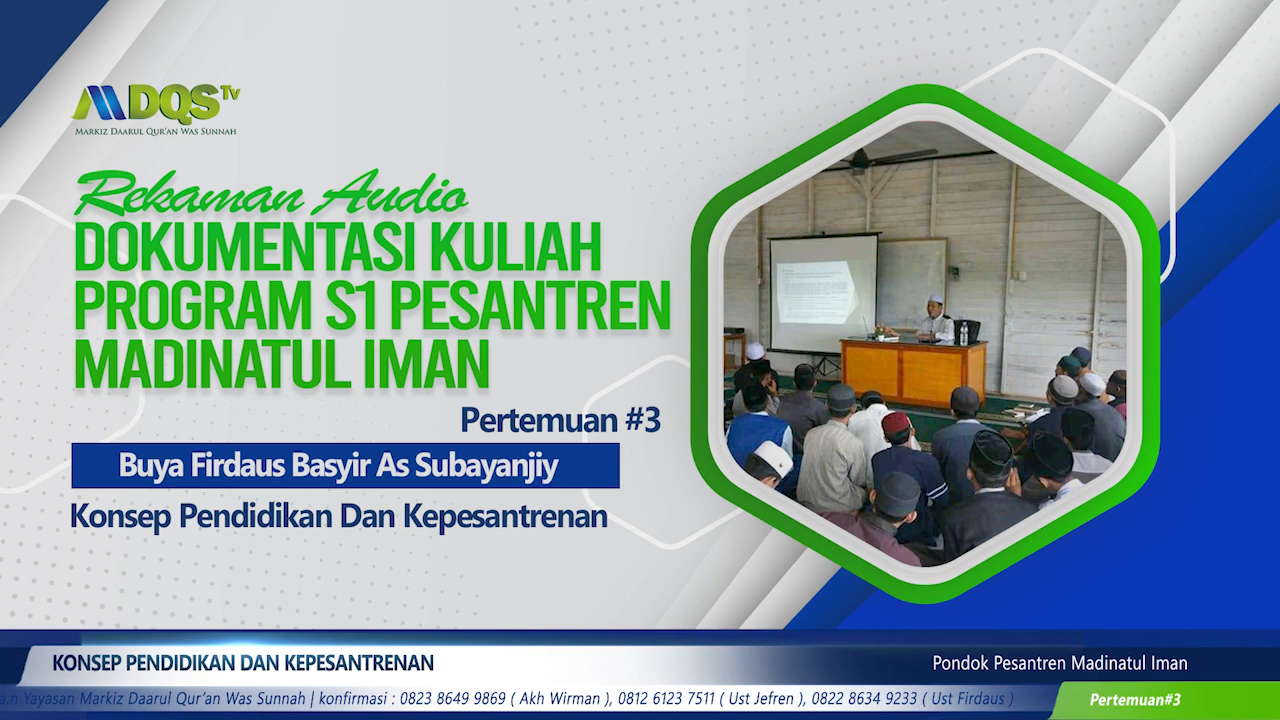 MDQS Tv
MARKIZ DAARUL QUR'AN WAS SUNNAH
Rekaman Audio
DOKUMENTASI KULIAH
PROGRAM S1 PESANTREN
MADINATUL IMAN
Pertemuan #3
Buya Firdaus Basyir As Subayanjiy
Konsep Pendidikan Dan Kepesantrenan
KONSEP PENDIDIKAN DAN KEPESANTRENAN
Pondok Pesantren Madinatul Iman
a.n Yayasan Markiz Daarul Qur'an Was Sunnah | konfirmasi : 0823 8649 9869 ( Akh Wirman ), 0812 6123 7511 ( Ust Jefren ), 0822 8634 9233 ( Ust Firdaus )
Pertemuan#3